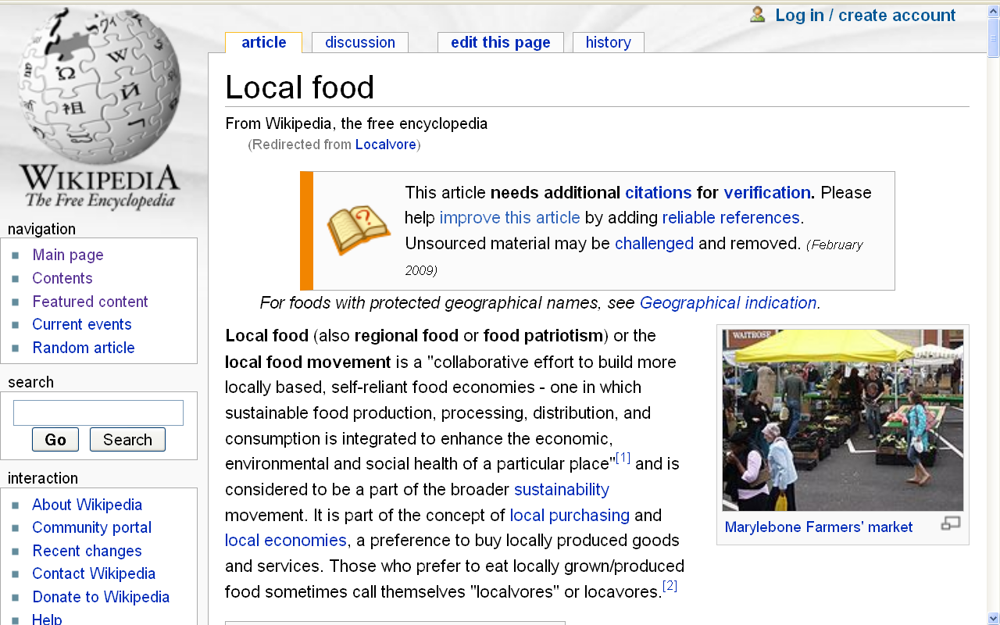 Log in / create account
article
discussion
edit this page
history
Local food
From Wikipedia, the free encyclopedia
(Redirected from Localvore)
This article needs additional citations for verification. Please
help improve this article by adding reliable references.
Unsourced material may be challenged and removed. (February
2009)
For foods with protected geographical names, see Geographical indication.
Local food (also regional food or food patriotism) or the
local food movement is a "collaborative effort to build more
locally based, self-reliant food economies - one in which
sustainable food production, processing, distribution, and
consumption is integrated to enhance the economic,
environmental and social health of a particular place"[1] and is
considered to be a part of the broader sustainability
movement. It is part of the concept of local purchasing and
local economies, a preference to buy locally produced goods
and services. Those who prefer to eat locally grown/produced
food sometimes call themselves "localvores" or locavores.[2]
WAITROSE
Marylebone Farmers' market
WIKIPEDIA
The Free Encyclopedia
navigation
Main page
Contents
Featured content
Current events
Random article
search
Go
Search
interaction
About Wikipedia
Community portal
Recent changes
Contact Wikipedia
Donate to Wikipedia
Help